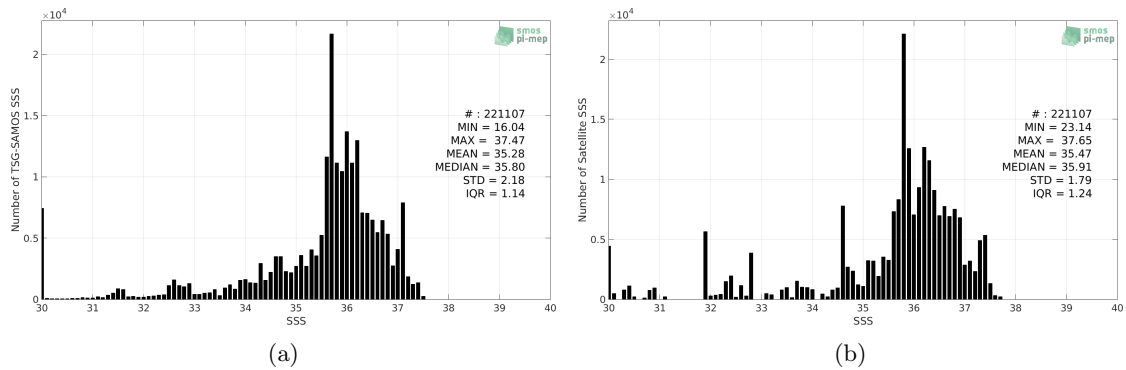 ×10⁴
smos
pi-mep
2
1.5
1
0.5
0
Number of TSG-SAMOS SSS
# : 221107
MIN = 16.04
MAX = 37.47
MEAN = 35.28
MEDIAN = 35.80
STD = 2.18
IQR = 1.14
30 31 32 33 34 35 36 37 38 39 40
SSS
(a)
×10⁴
smos
pi-mep
2
1.5
1
0.5
0
Number of Satellite SSS
# : 221107
MIN = 23.14
MAX = 37.65
MEAN = 35.47
MEDIAN = 35.91
STD = 1.79
IQR = 1.24
30 31 32 33 34 35 36 37 38 39 40
SSS
(b)